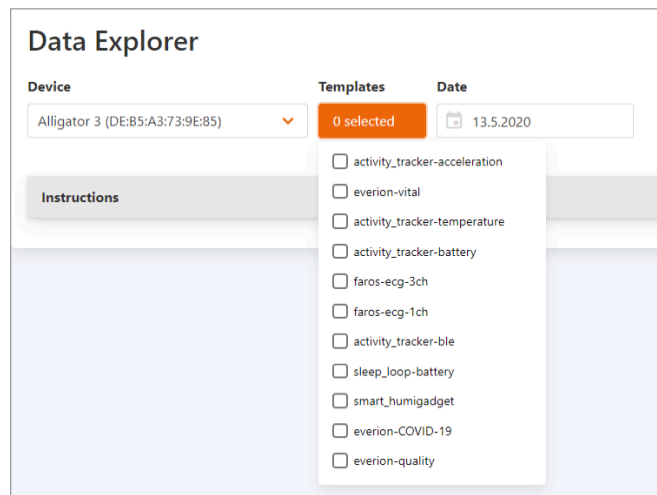 Data Explorer
Device Templates Date
Alligator 3 (DE:B5:A3:73:9E:85) 0 selected 13.5.2020
activity_tracker-acceleration
Instructions
everion-vital
activity_tracker-temperature
activity_tracker-battery
faros-ecg-3ch
faros-ecg-1ch
activity_tracker-ble
sleep_loop-battery
smart_humigadget
everion-COVID-19
everion-quality